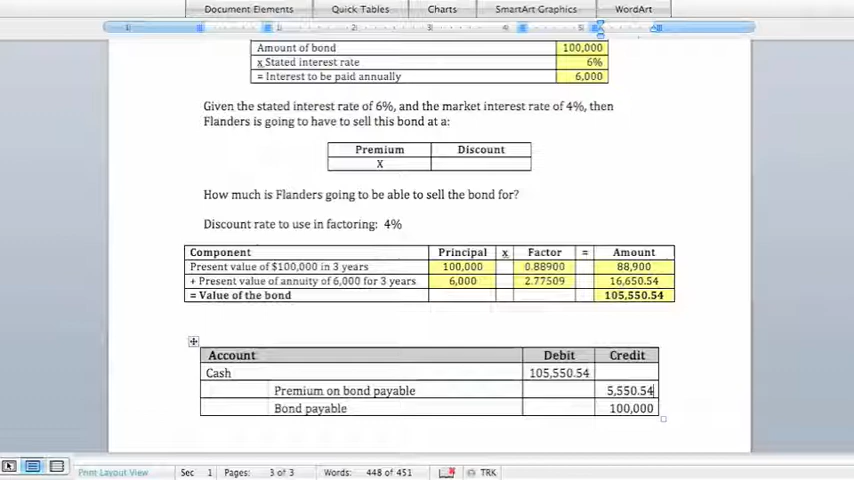 Document Elements Quick Tables Charts SmartArt Graphics WordArt
Amount of bond 100,000
x Stated interest rate 6%
= Interest to be paid annually 6,000
Given the stated interest rate of 6%, and the market interest rate of 4%, then
Flanders is going to have to sell this bond at a:
Premium Discount
X
How much is Flanders going to be able to sell the bond for?
Discount rate to use in factoring: 4%
Component Principal x Factor = Amount
Present value of $100,000 in 3 years 100,000 0.88900 88,900
+ Present value of annuity of 6,000 for 3 years 6,000 2.77509 16,650.54
= Value of the bond 105,550.54
Account Debit Credit
Cash 105,550.54
Premium on bond payable 5,550.54
Bond payable 100,000
Print Layout View Sec 1 Pages: 3 of 3 Words: 448 of 451 TRK